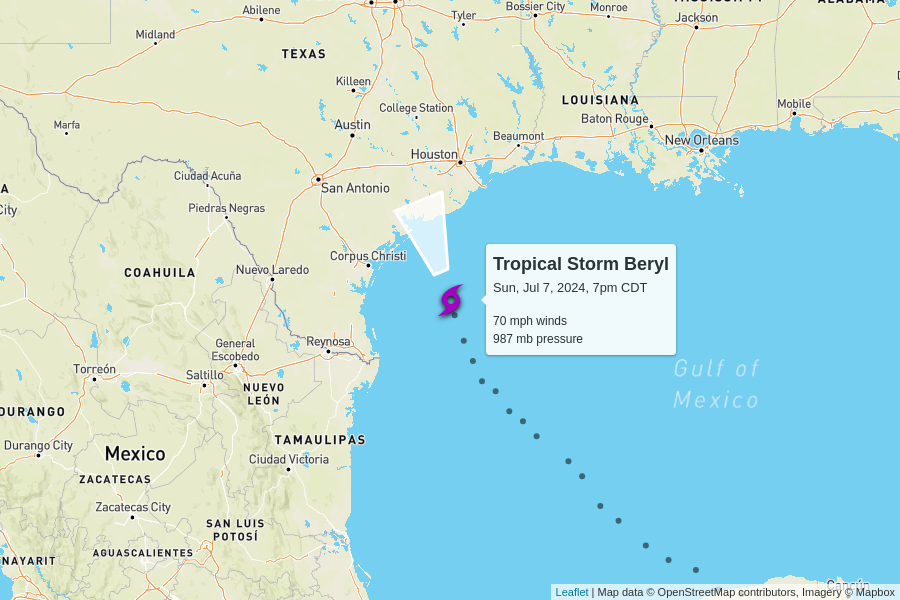 Abilene
Tyler
Bossier City
Monroe
Jackson
Midland
TEXAS
Killeen
College Station
LOUISIANA
Baton Rouge
Mobile
Marfa
Austin
Beaumont
New Orleans
Houston
Ciudad Acuña
San Antonio
Piedras Negras
City
COAHUILA
Nuevo Laredo
Corpus Christi
Tropical Storm Beryl
Sun, Jul 7, 2024, 7pm CDT
70 mph winds
987 mb pressure
General
Escobedo
Reynosa
Torreón
Saltillo
NUEVO
LEÓN
Gulf of
Mexico
DURANGO
TAMAULIPAS
Durango City
Mexico
Ciudad Victoria
ZACATECAS
Zacatecas City
SAN LUIS
POTOSÍ
AGUASCALIENTES
NAYARIT
Cancún
Leaflet | Map data © OpenStreetMap contributors, Imagery © Mapbox